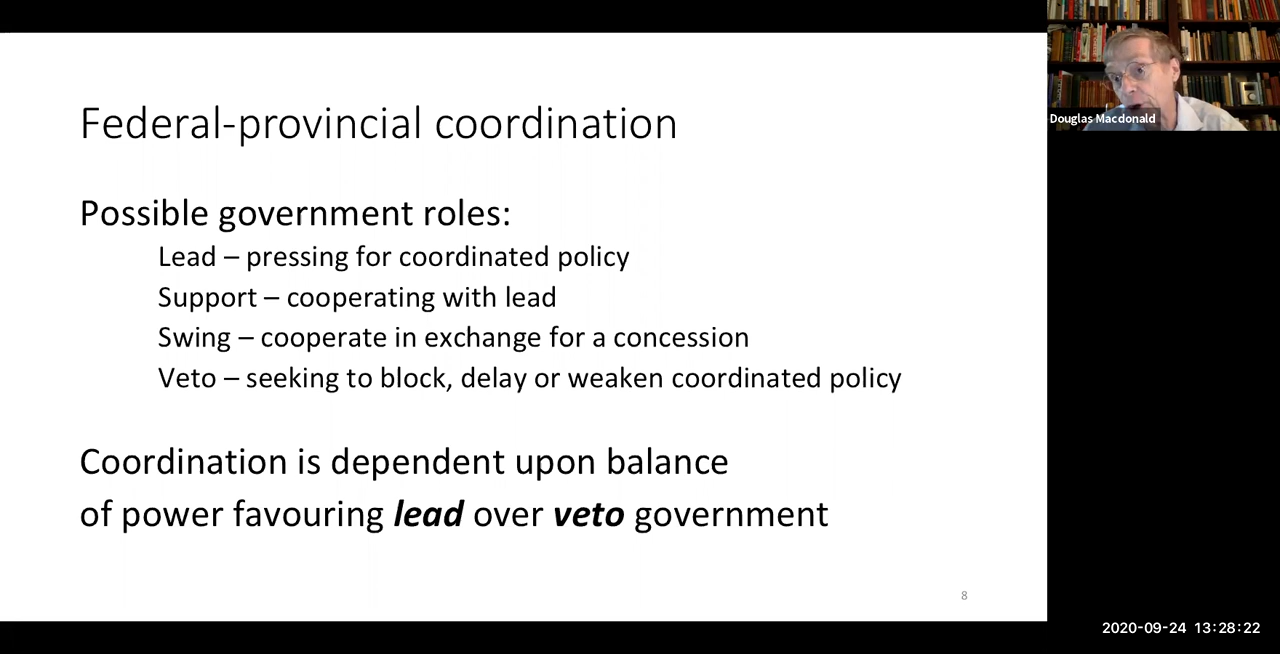 Federal-provincial coordination
Possible government roles:
Lead – pressing for coordinated policy
Support – cooperating with lead
Swing – cooperate in exchange for a concession
Veto – seeking to block, delay or weaken coordinated policy
Coordination is dependent upon balance
of power favouring lead over veto government
8
Douglas Macdonald
2020-09-24 13:28:22